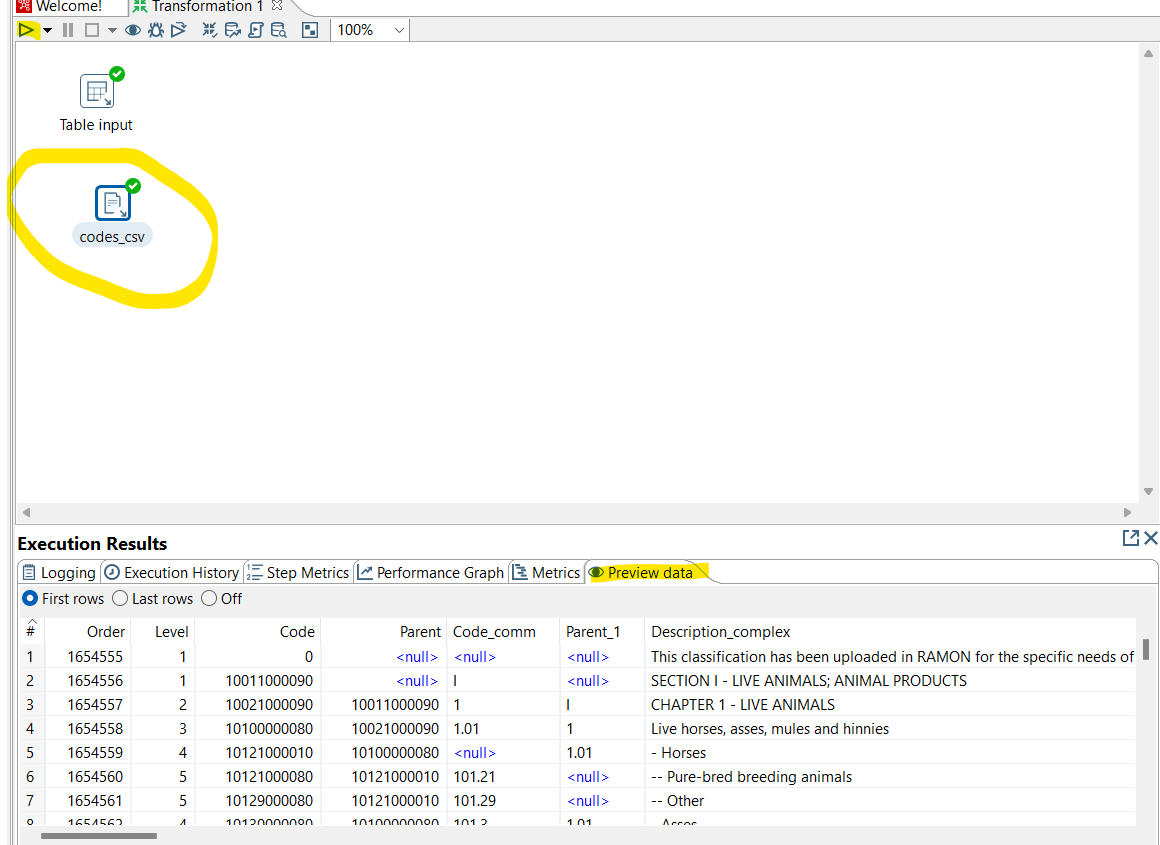 Welcome! Transformation 1
100%
Table input
codes_csv
Execution Results
Logging Execution History Step Metrics Performance Graph Metrics Preview data
First rows Last rows Off
# Order Level Code Parent Code_comm Parent_1 Description_complex
1 1654555 1 0 <null> <null> <null> This classification has been uploaded in RAMON for the specific needs of
2 1654556 1 10011000090 <null> I <null> SECTION I - LIVE ANIMALS; ANIMAL PRODUCTS
3 1654557 2 10021000090 10011000090 1 I CHAPTER 1 - LIVE ANIMALS
4 1654558 3 10100000080 10021000090 1.01 1 Live horses, asses, mules and hinnies
5 1654559 4 10121000010 10100000080 <null> 1.01 - Horses
6 1654560 5 10121000080 10121000010 101.21 <null> -- Pure-bred breeding animals
7 1654561 5 10129000080 10121000010 101.29 <null> -- Other
8 1654562 4 10130000080 10100000080 101.3 1.01 - Asses